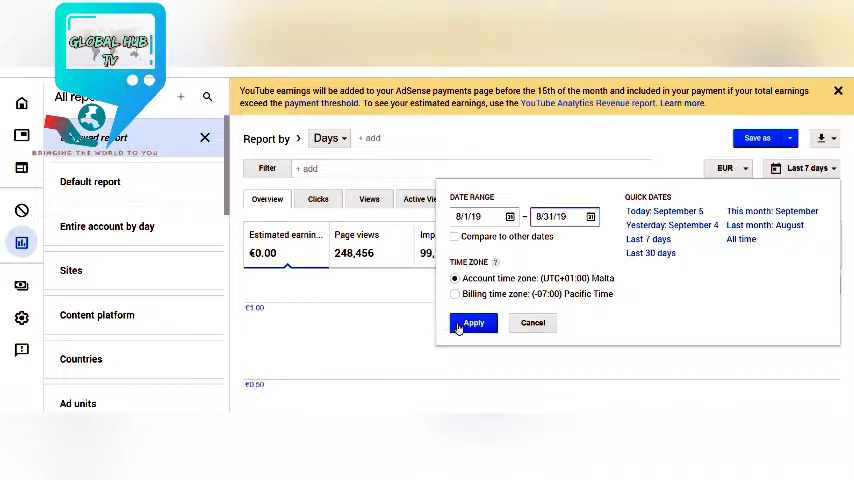 GLOBAL HUB
TV
BRINGING THE WORLD TO YOU
YouTube earnings will be added to your AdSense payments page before the 15th of the month and included in your payment if your total earnings
exceed the payment threshold. To see your estimated earnings, use the YouTube Analytics Revenue report. Learn more.
All
report
Default report
Entire account by day
Sites
Content platform
Countries
Ad units
Report by
Days
+ add
Save as
Filter
+ add
EUR
Last 7 days
Overview
Clicks
Views
Active Vie
Estimated earnin...
€0.00
Page views
248,456
Imp
99,
€1.00
€0.50
DATE RANGE
8/1/19 – 8/31/19
Compare to other dates
TIME ZONE ?
Account time zone: (UTC+01:00) Malta
Billing time zone: (-07:00) Pacific Time
Apply
Cancel
QUICK DATES
Today: September 5
This month: September
Yesterday: September 4
Last month: August
Last 7 days
All time
Last 30 days